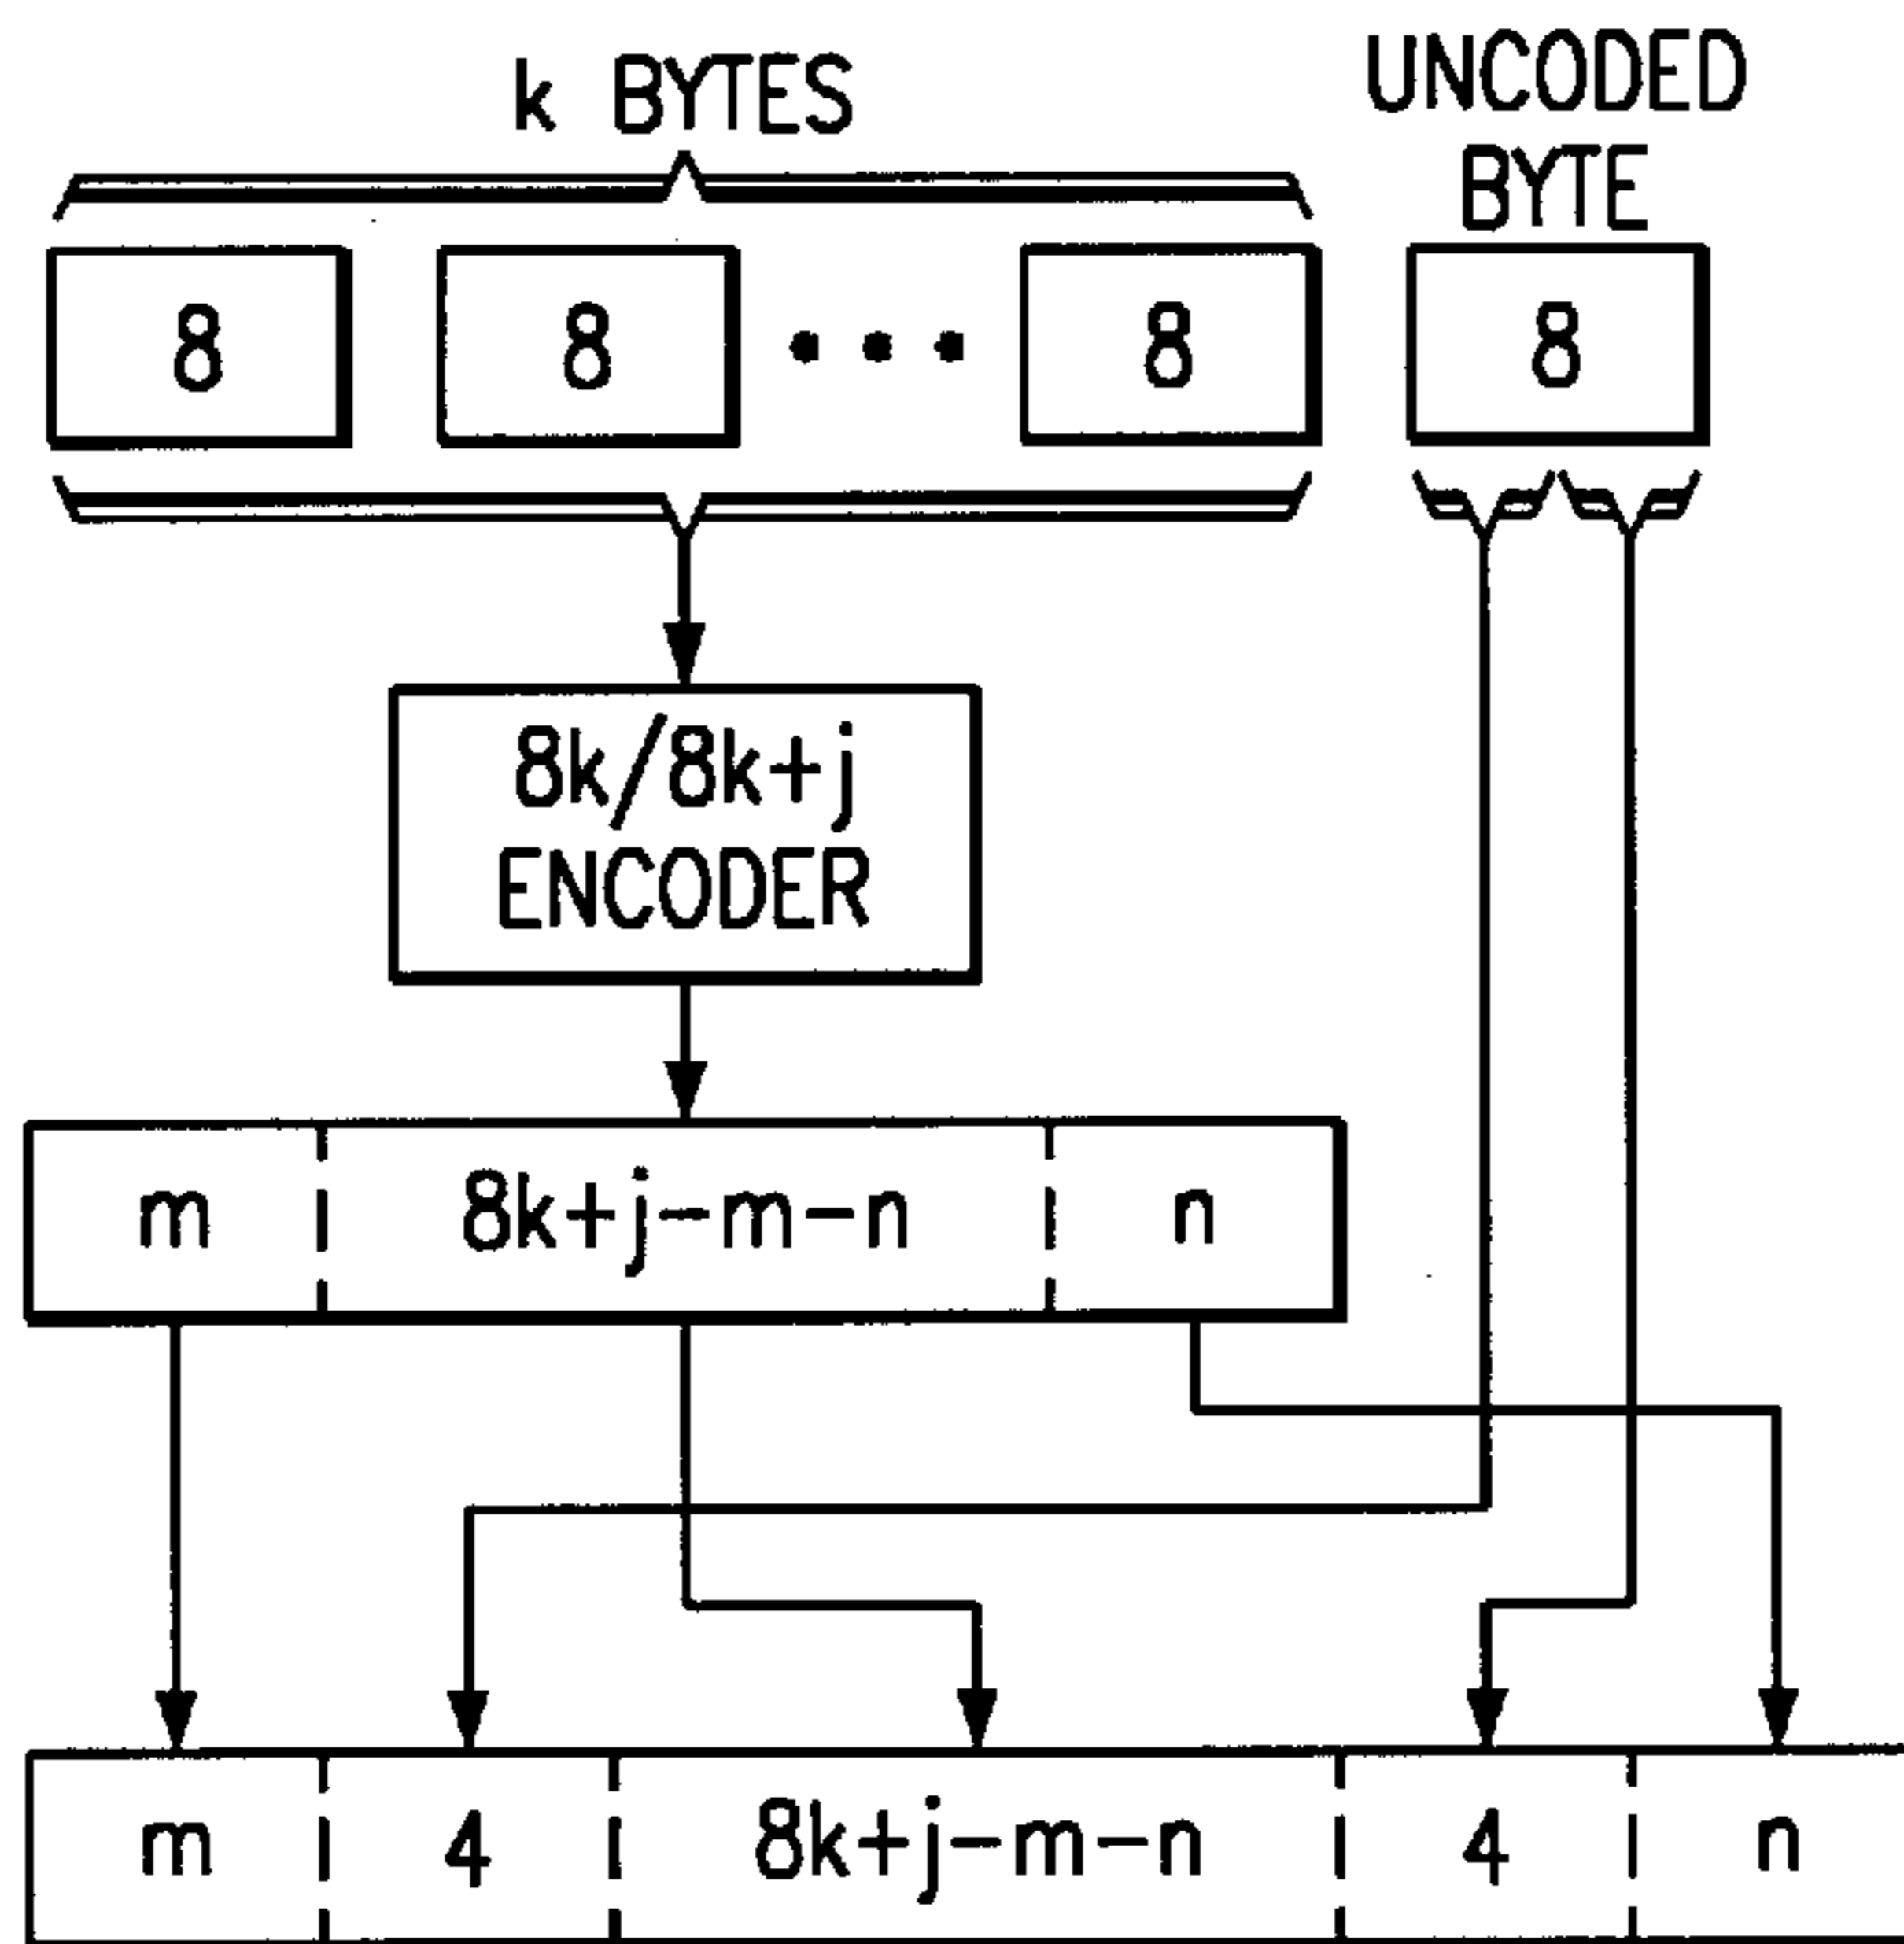 k BYTES
UNCODED
BYTE
8 8 ••• 8 8
8k/8k+j
ENCODER
m 8k+j-m-n n
m 4 8k+j-m-n 4 n